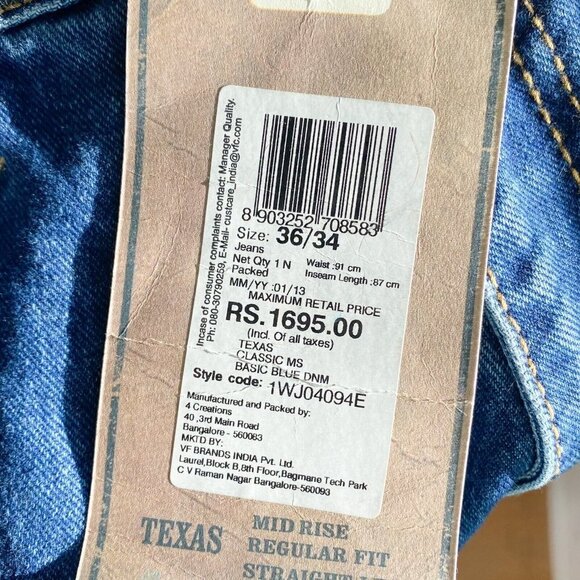 Incase of consumer complaints contact: Manager Quality.
Ph: 080-30790259, E-Mail- custcare_india@vfc.com
8 903252 708583
Size: 36/34
Jeans
Net Qty 1 N Waist :91 cm
Packed Inseam Length :87 cm
MM/YY :01/13
MAXIMUM RETAIL PRICE
RS.1695.00
(Incl. Of all taxes)
TEXAS
CLASSIC MS
BASIC BLUE DNM
Style code: 1WJ04094E
Manufactured and Packed by:
4 Creations
40 ,3rd Main Road
Bangalore - 560083
MKTD BY:
VF BRANDS INDIA Pvt. Ltd.
Laurel,Block B,8th Floor,Bagmane Tech Park
C V Raman Nagar Bangalore-560093
TEXAS
MID RISE
REGULAR FIT
STRAIGHT